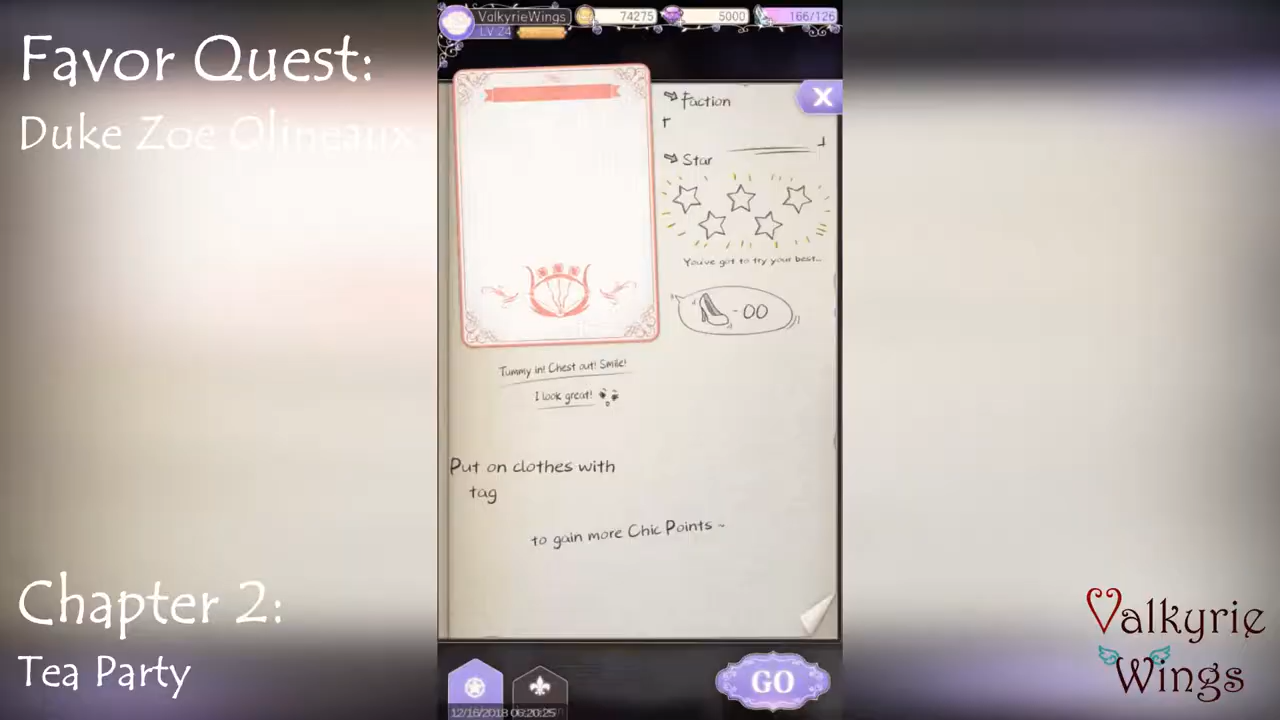 Favor Quest:
Duke Zoe Olineaux
ValkyrieWings
LV.24
74275
5000
166/126
X
Faction
Star
You've got to try your best...
- 00
Tummy in! Chest out! Smile!
I look great!
Put on clothes with
tag
to gain more Chic Points ~
GO
12/16/2018 06:20:25
Chapter 2:
Tea Party
Valkyrie
Wings